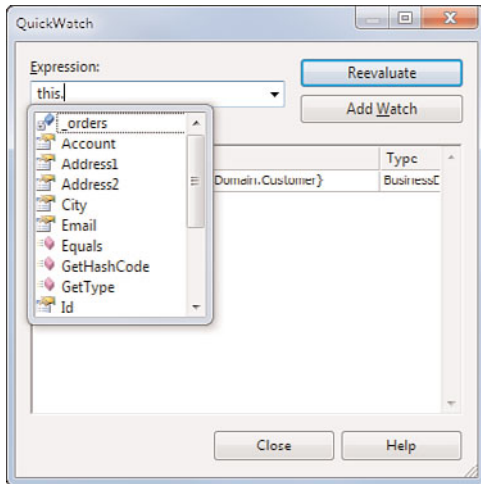 QuickWatch
Expression:
Reevaluate
this.
Add Watch
_orders
Account
Type
Address1
Address2
Domain.Customer}
City
Email
Equals
GetHashCode
GetType
Id
Close
Help